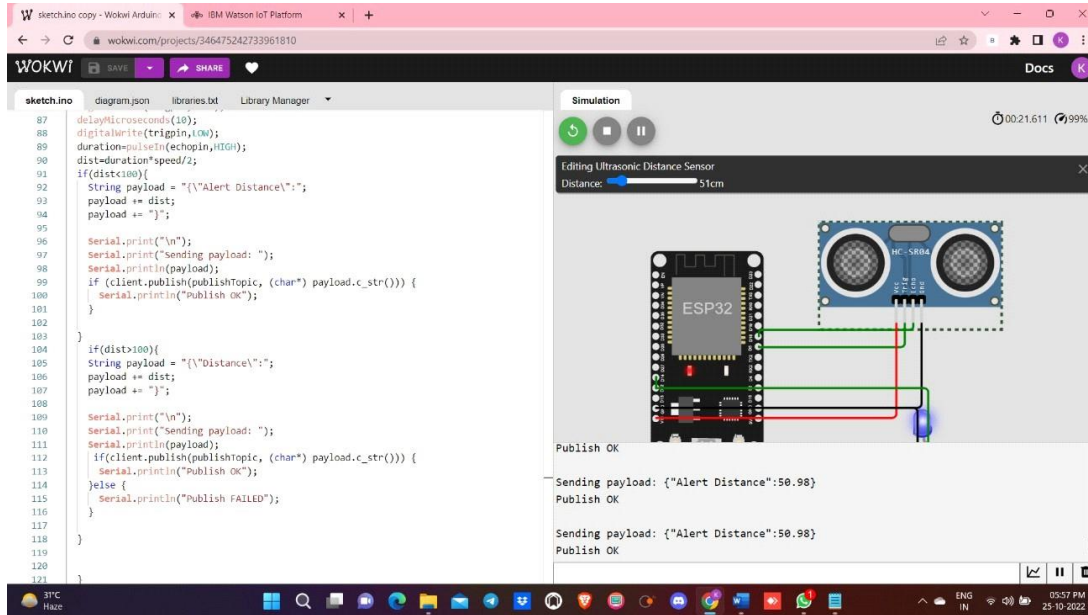 sketch.ino copy - Wokwi Arduino
IBM Watson IoT Platform
wokwi.com/projects/346475242733961810
K
WOKWI
SAVE
SHARE
Docs
K
sketch.ino diagram.json libraries.txt Library Manager
Simulation
87 delayMicroseconds(10);
88 digitalWrite(trigpin,LOW);
89 duration=pulseIn(echopin,HIGH);
90 dist=duration*speed/2;
91 if(dist<100){
92 String payload = "{\"Alert Distance\":";
93 payload += dist;
94 payload += "}";
95
96 Serial.print("\n");
97 Serial.print("Sending payload: ");
98 Serial.println(payload);
99 if (client.publish(publishTopic, (char*) payload.c_str())) {
100 Serial.println("Publish OK");
101 }
102
103 }
104 if(dist>100){
105 String payload = "{\"Distance\":";
106 payload += dist;
107 payload += "}";
108
109 Serial.print("\n");
110 Serial.print("Sending payload: ");
111 Serial.println(payload);
112 if(client.publish(publishTopic, (char*) payload.c_str())) {
113 Serial.println("Publish OK");
114 }else {
115 Serial.println("Publish FAILED");
116 }
117
118 }
119
120
121 }
00:21.611 99%
Editing Ultrasonic Distance Sensor
Distance: 51cm
HC-SR04
Vcc
Trig
Echo
Gnd
ESP32
Publish OK
Sending payload: {"Alert Distance":50.98}
Publish OK
Sending payload: {"Alert Distance":50.98}
Publish OK
31°C
Haze
ENG
IN
05:57 PM
25-10-2022